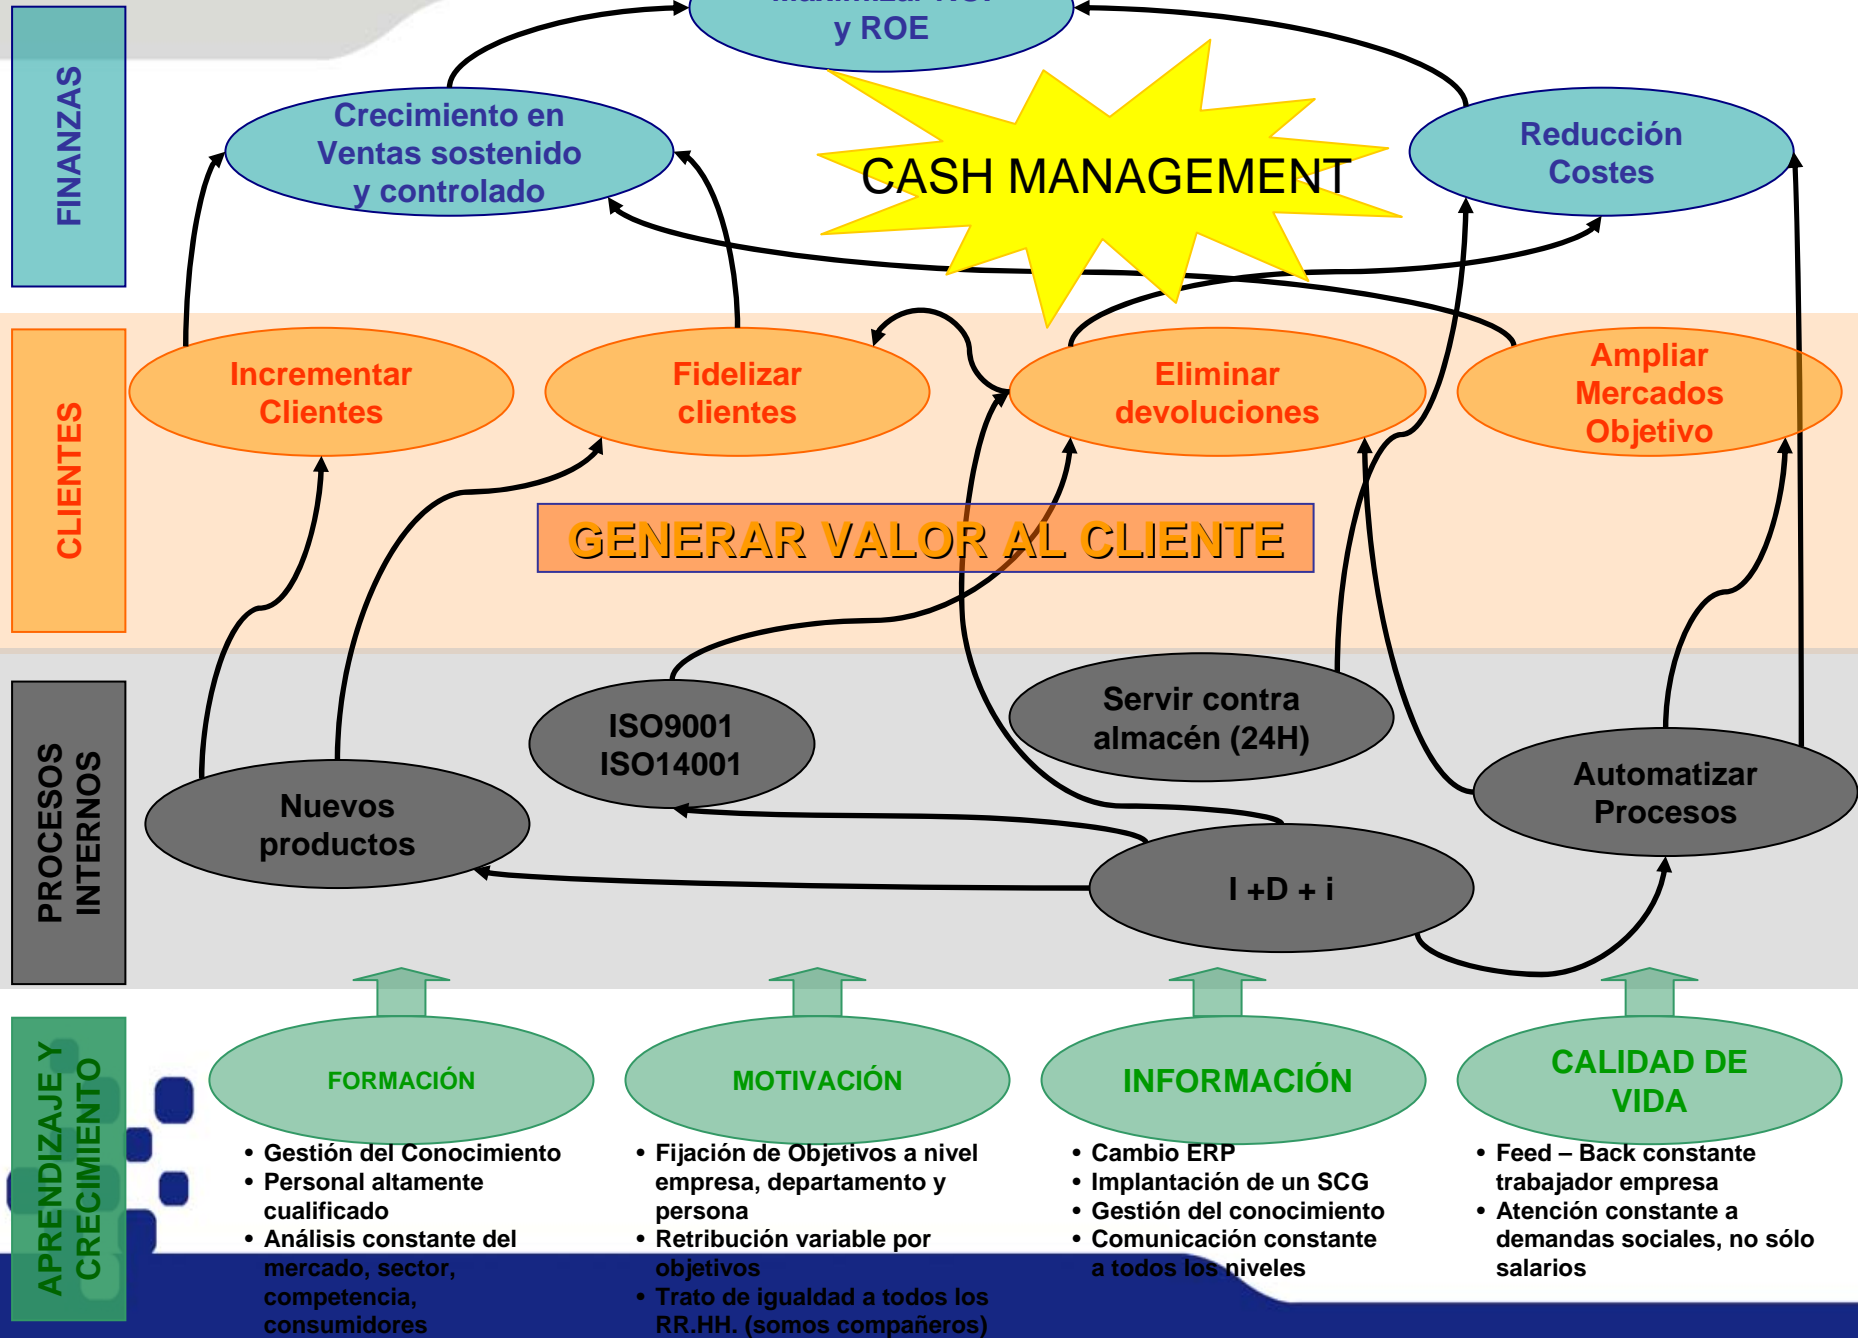 y ROE
FINANZAS
Crecimiento en
Ventas sostenido
y controlado
CASH MANAGEMENT
Reducción
Costes
CLIENTES
Incrementar
Clientes
Fidelizar
clientes
Eliminar
devoluciones
Ampliar
Mercados
Objetivo
GENERAR VALOR AL CLIENTE
PROCESOS
INTERNOS
ISO9001
ISO14001
Servir contra
almacén (24H)
Nuevos
productos
Automatizar
Procesos
I +D + i
APRENDIZAJE Y
CRECIMIENTO
FORMACIÓN
• Gestión del Conocimiento
• Personal altamente
cualificado
• Análisis constante del
mercado, sector,
competencia,
consumidores
MOTIVACIÓN
• Fijación de Objetivos a nivel
empresa, departamento y
persona
• Retribución variable por
objetivos
• Trato de igualdad a todos los
RR.HH. (somos compañeros)
INFORMACIÓN
• Cambio ERP
• Implantación de un SCG
• Gestión del conocimiento
• Comunicación constante
a todos los niveles
CALIDAD DE
VIDA
• Feed – Back constante
trabajador empresa
• Atención constante a
demandas sociales, no sólo
salarios